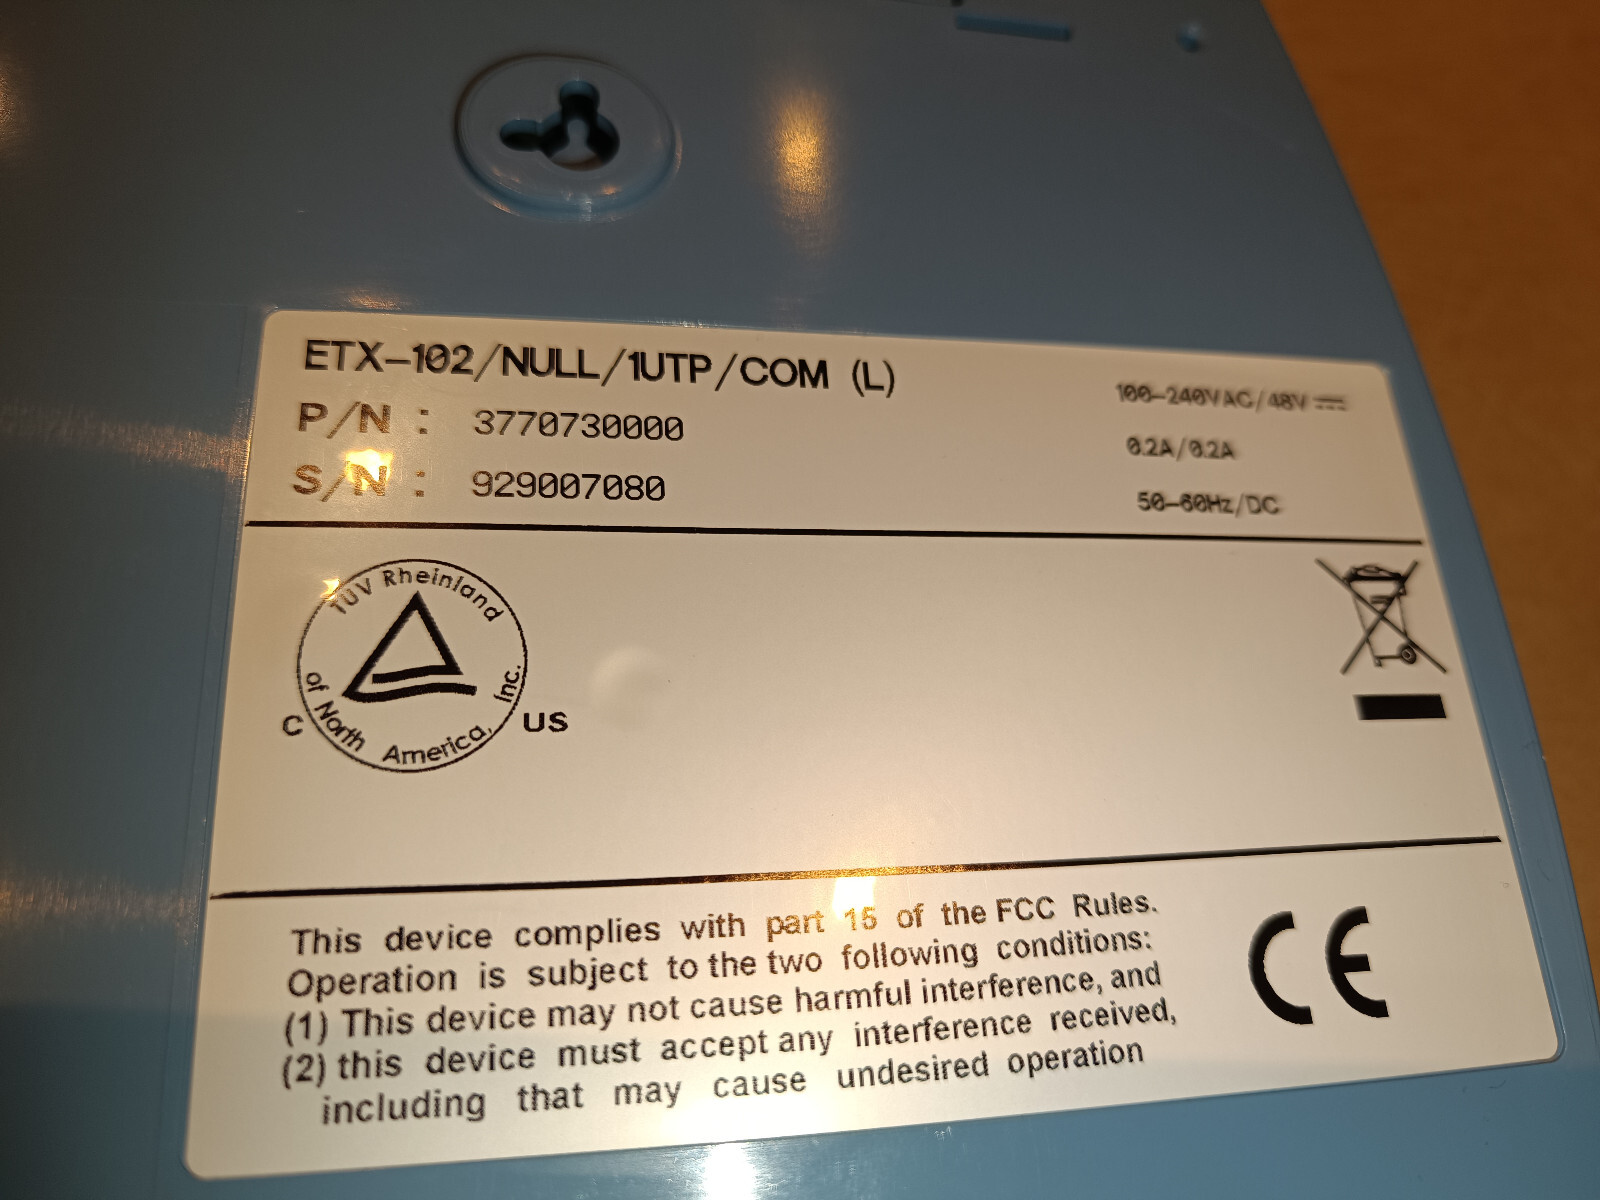 ETX-102/NULL/1UTP/COM (L)
P/N : 3770730000
S/N : 929007080
100-240VAC/48V
0.2A/0.2A
50-60Hz/DC
TUV Rheinland
of North America, Inc.
C US
This device complies with part 15 of the FCC Rules.
Operation is subject to the two following conditions:
(1) This device may not cause harmful interference, and
(2) this device must accept any interference received,
including that may cause undesired operation
CE